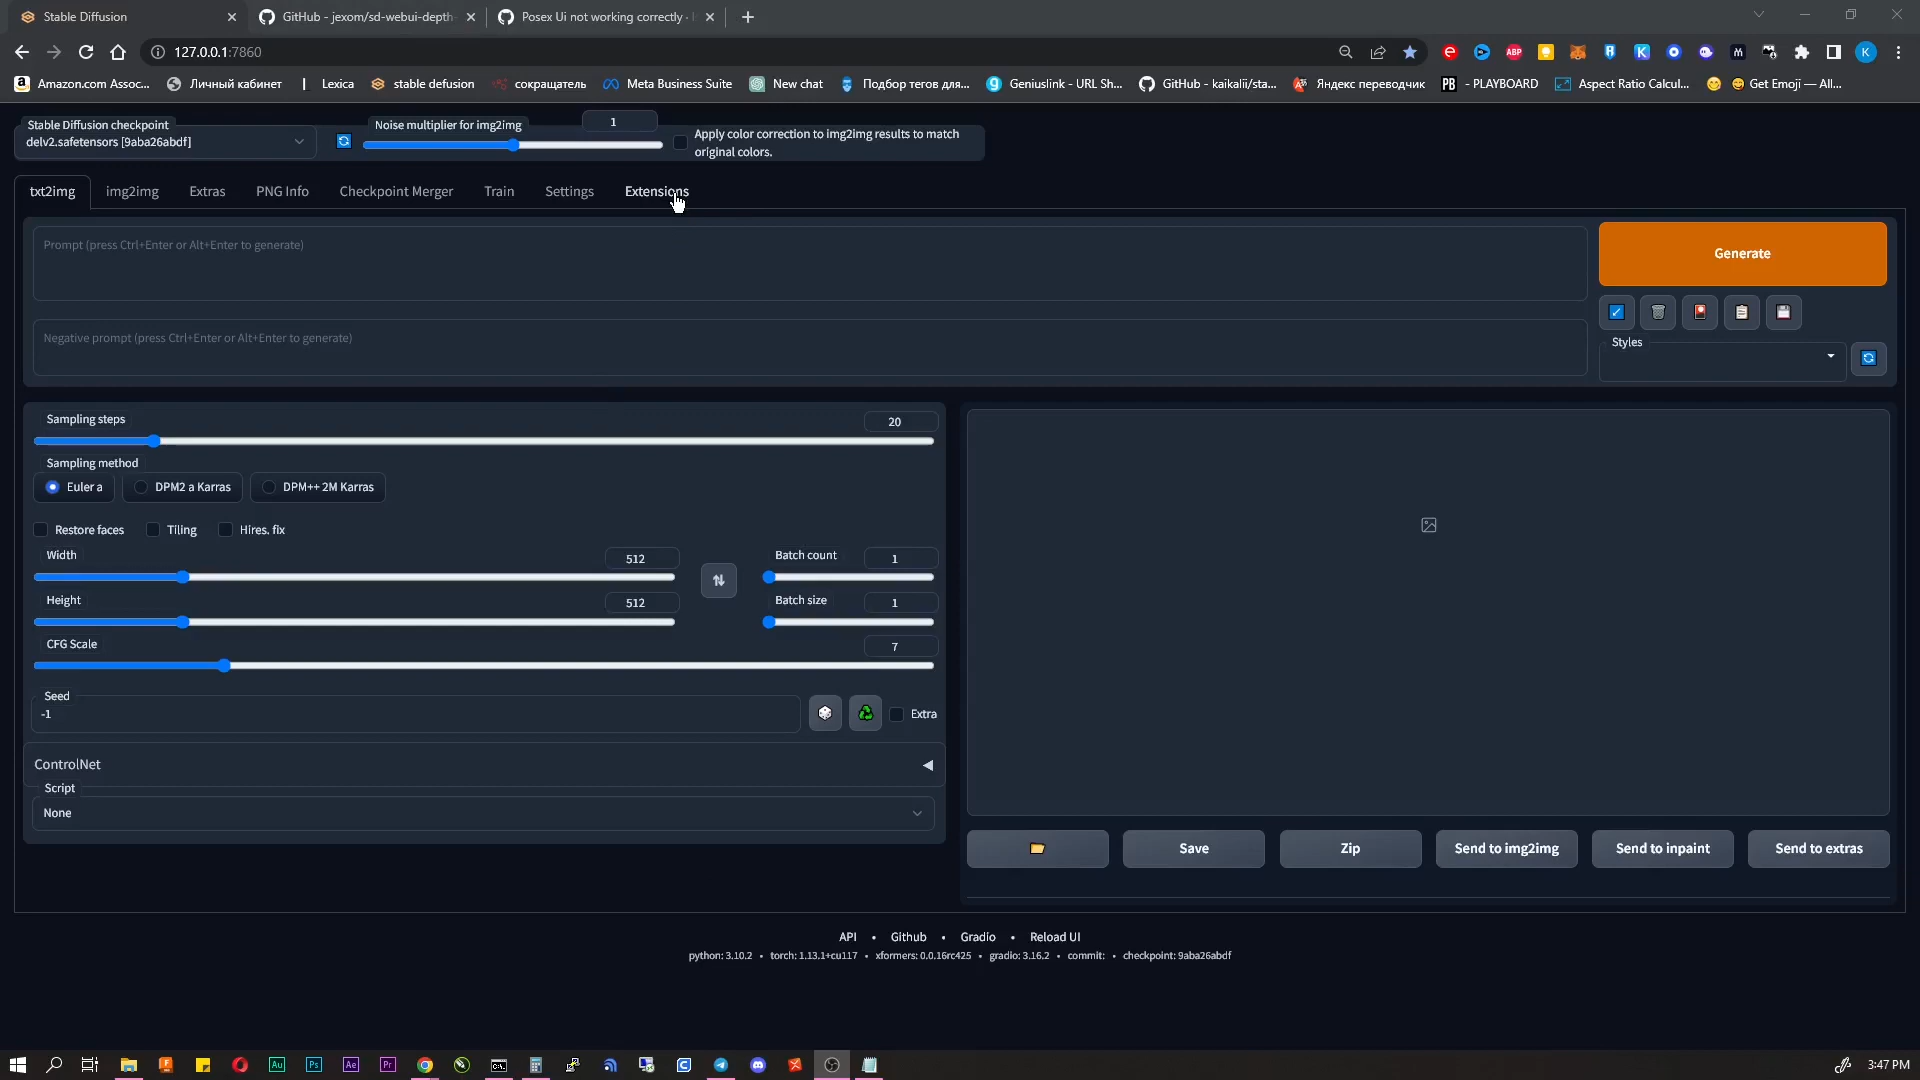 Stable Diffusion
GitHub - jexom/sd-webui-depth-
Posex Ui not working correctly ·
127.0.0.1:7860
ABP
K
M
K
Amazon.com Assoc...
Личный кабинет
Lexica
stable defusion
сокращатель
Meta Business Suite
New chat
Подбор тегов для...
Geniuslink - URL Sh...
GitHub - kaikalii/sta...
Яндекс переводчик
PB - PLAYBOARD
Aspect Ratio Calcul...
😊 Get Emoji — All...
Stable Diffusion checkpoint
delv2.safetensors [9aba26abdf]
Noise multiplier for img2img
1
Apply color correction to img2img results to match
original colors.
txt2img
img2img
Extras
PNG Info
Checkpoint Merger
Train
Settings
Extensions
Prompt (press Ctrl+Enter or Alt+Enter to generate)
Generate
Negative prompt (press Ctrl+Enter or Alt+Enter to generate)
Styles
Sampling steps
20
Sampling method
Euler a
DPM2 a Karras
DPM++ 2M Karras
Restore faces
Tiling
Hires. fix
Width
512
Batch count
1
Height
512
Batch size
1
CFG Scale
7
Seed
-1
Extra
ControlNet
Script
None
Save
Zip
Send to img2img
Send to inpaint
Send to extras
API • Github • Gradio • Reload UI
python: 3.10.2 • torch: 1.13.1+cu117 • xformers: 0.0.16rc425 • gradio: 3.16.2 • commit: • checkpoint: 9aba26abdf
Au
Ps
Ae
Pr
3:47 PM